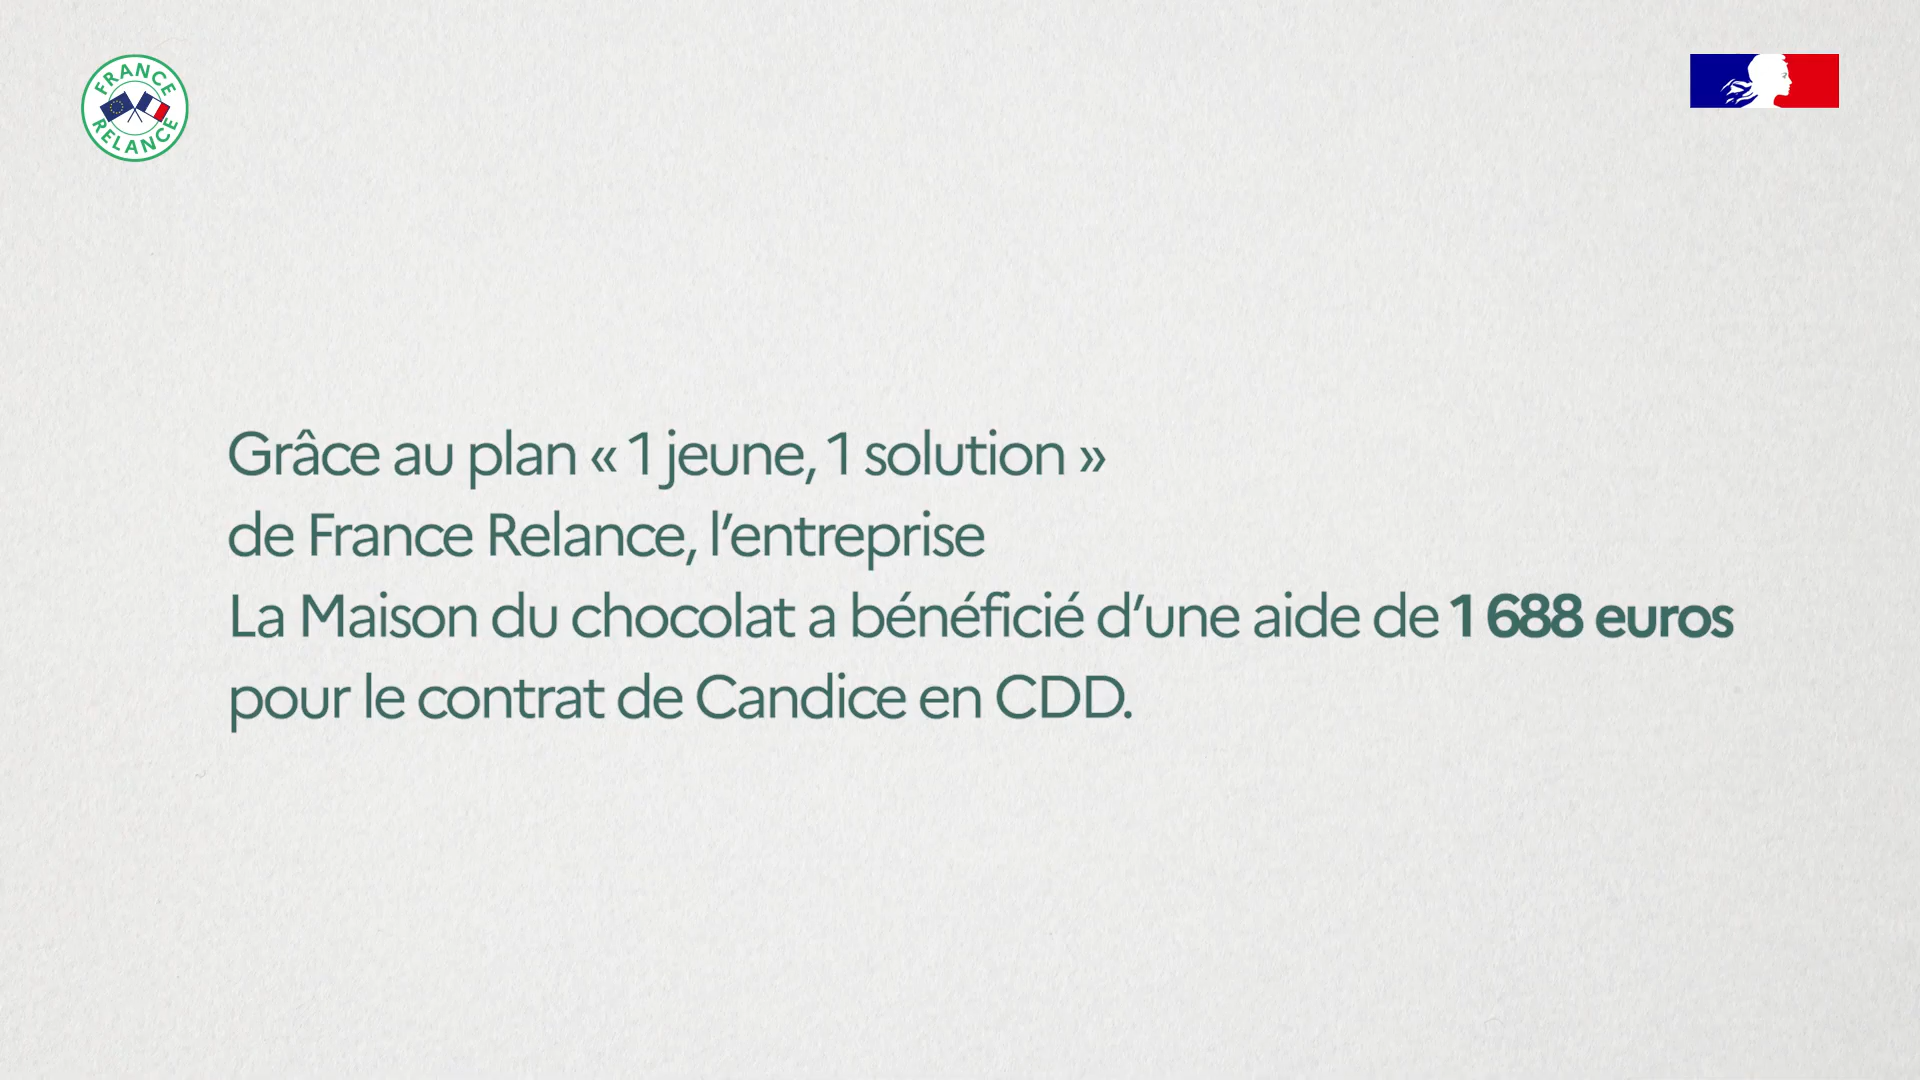 FRANCE
RELANCE
Grâce au plan « 1 jeune, 1 solution »
de France Relance, l’entreprise
La Maison du chocolat a bénéficié d’une aide de 1 688 euros
pour le contrat de Candice en CDD.